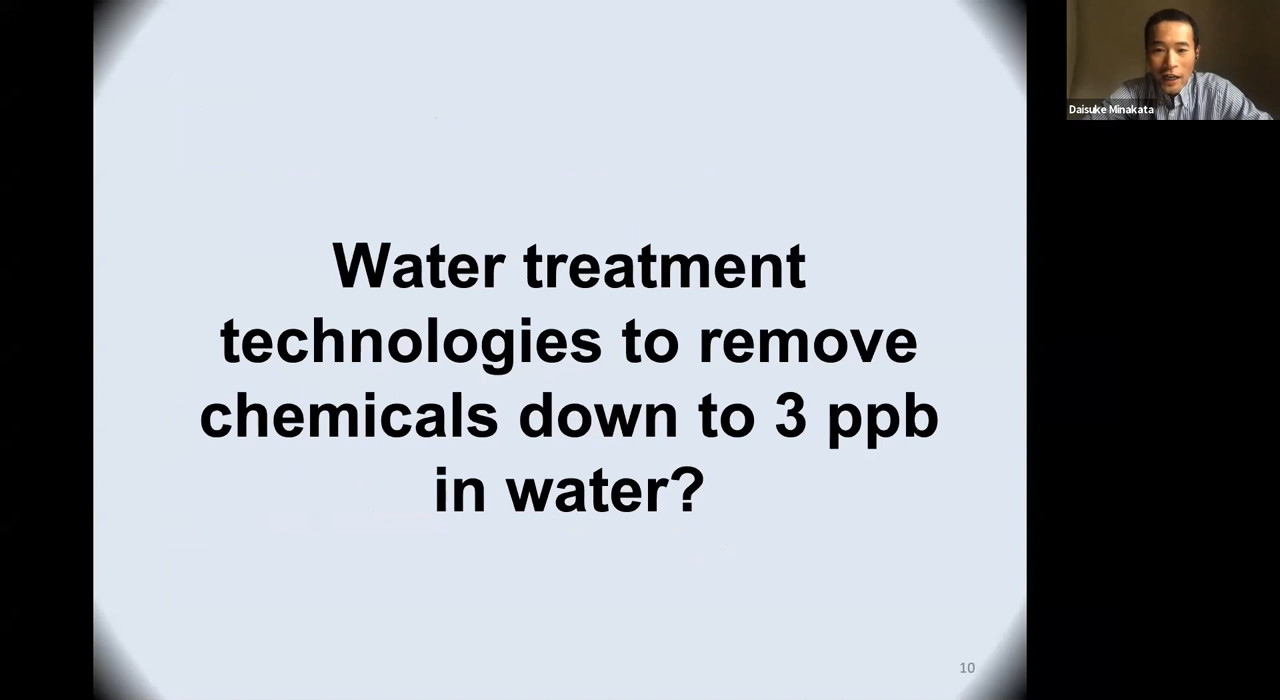 Water treatment
technologies to remove
chemicals down to 3 ppb
in water?
10
Daisuke Minakata